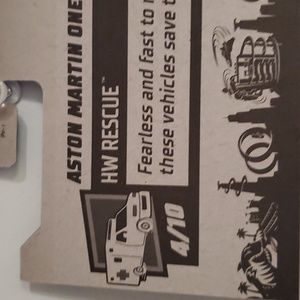 ASTON MARTIN ONE
HW RESCUE™
Fearless and fast to
these vehicles save t
4/10